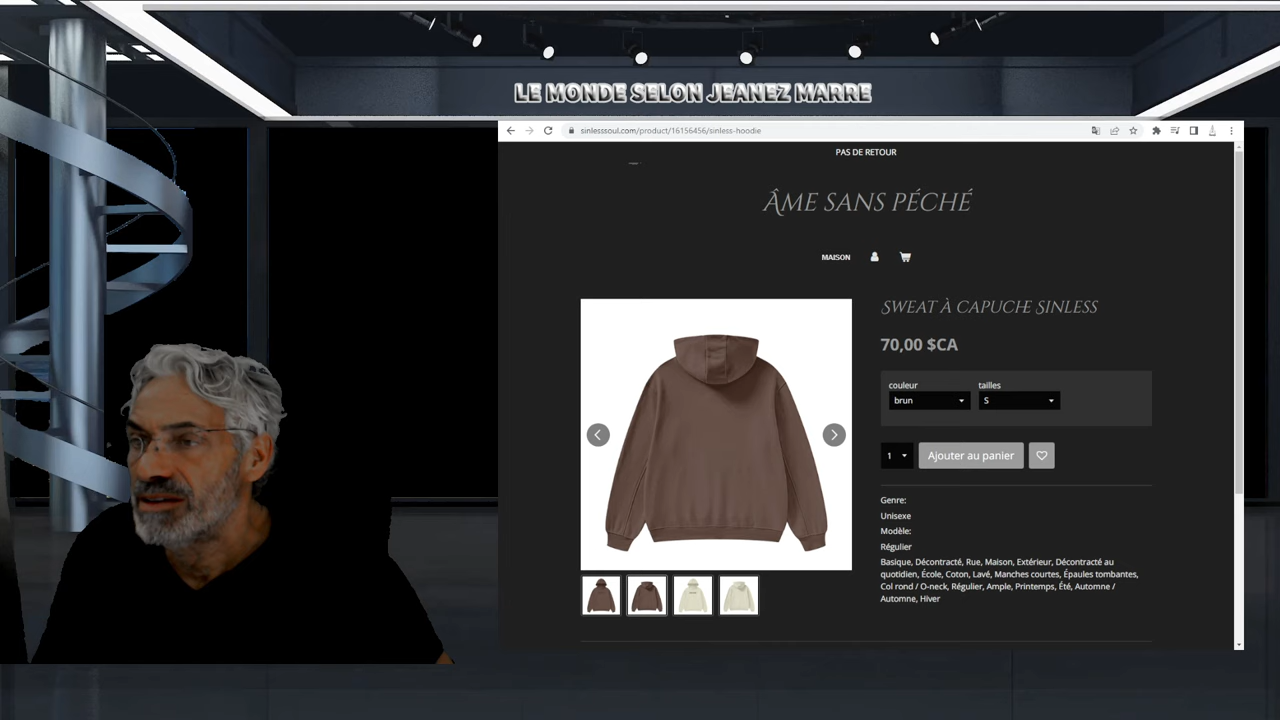 LE MONDE SELON JEANEZ MARRE
sinlesssoul.com/product/16156456/sinless-hoodie
PAS DE RETOUR
ÂME SANS PÉCHÉ
MAISON
SWEAT À CAPUCHE SINLESS
70,00 $CA
couleur
tailles
brun
S
1
Ajouter au panier
Genre:
Unisexe
Modèle:
Régulier
Basique, Décontracté, Rue, Maison, Extérieur, Décontracté au
quotidien, École, Coton, Lavé, Manches courtes, Épaules tombantes,
Col rond / O-neck, Régulier, Ample, Printemps, Été, Automne /
Automne, Hiver